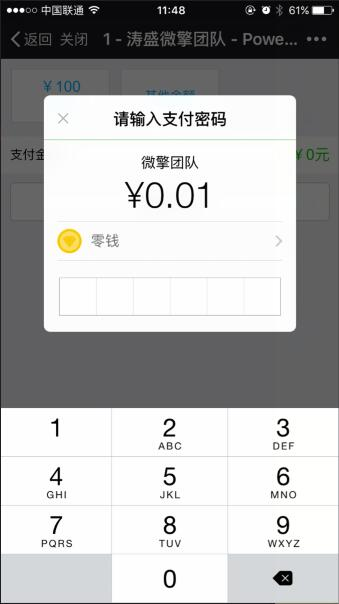 中国联通 11:48 61%
返回 关闭 1 - 涛盛微擎团队 - Powe...
¥ 100
其他金额
请输入支付密码
支付金
¥ 0元
微擎团队
¥0.01
零钱
1 2 3
ABC DEF
4 5 6
GHI JKL MNO
7 8 9
PQRS TUV WXYZ
0